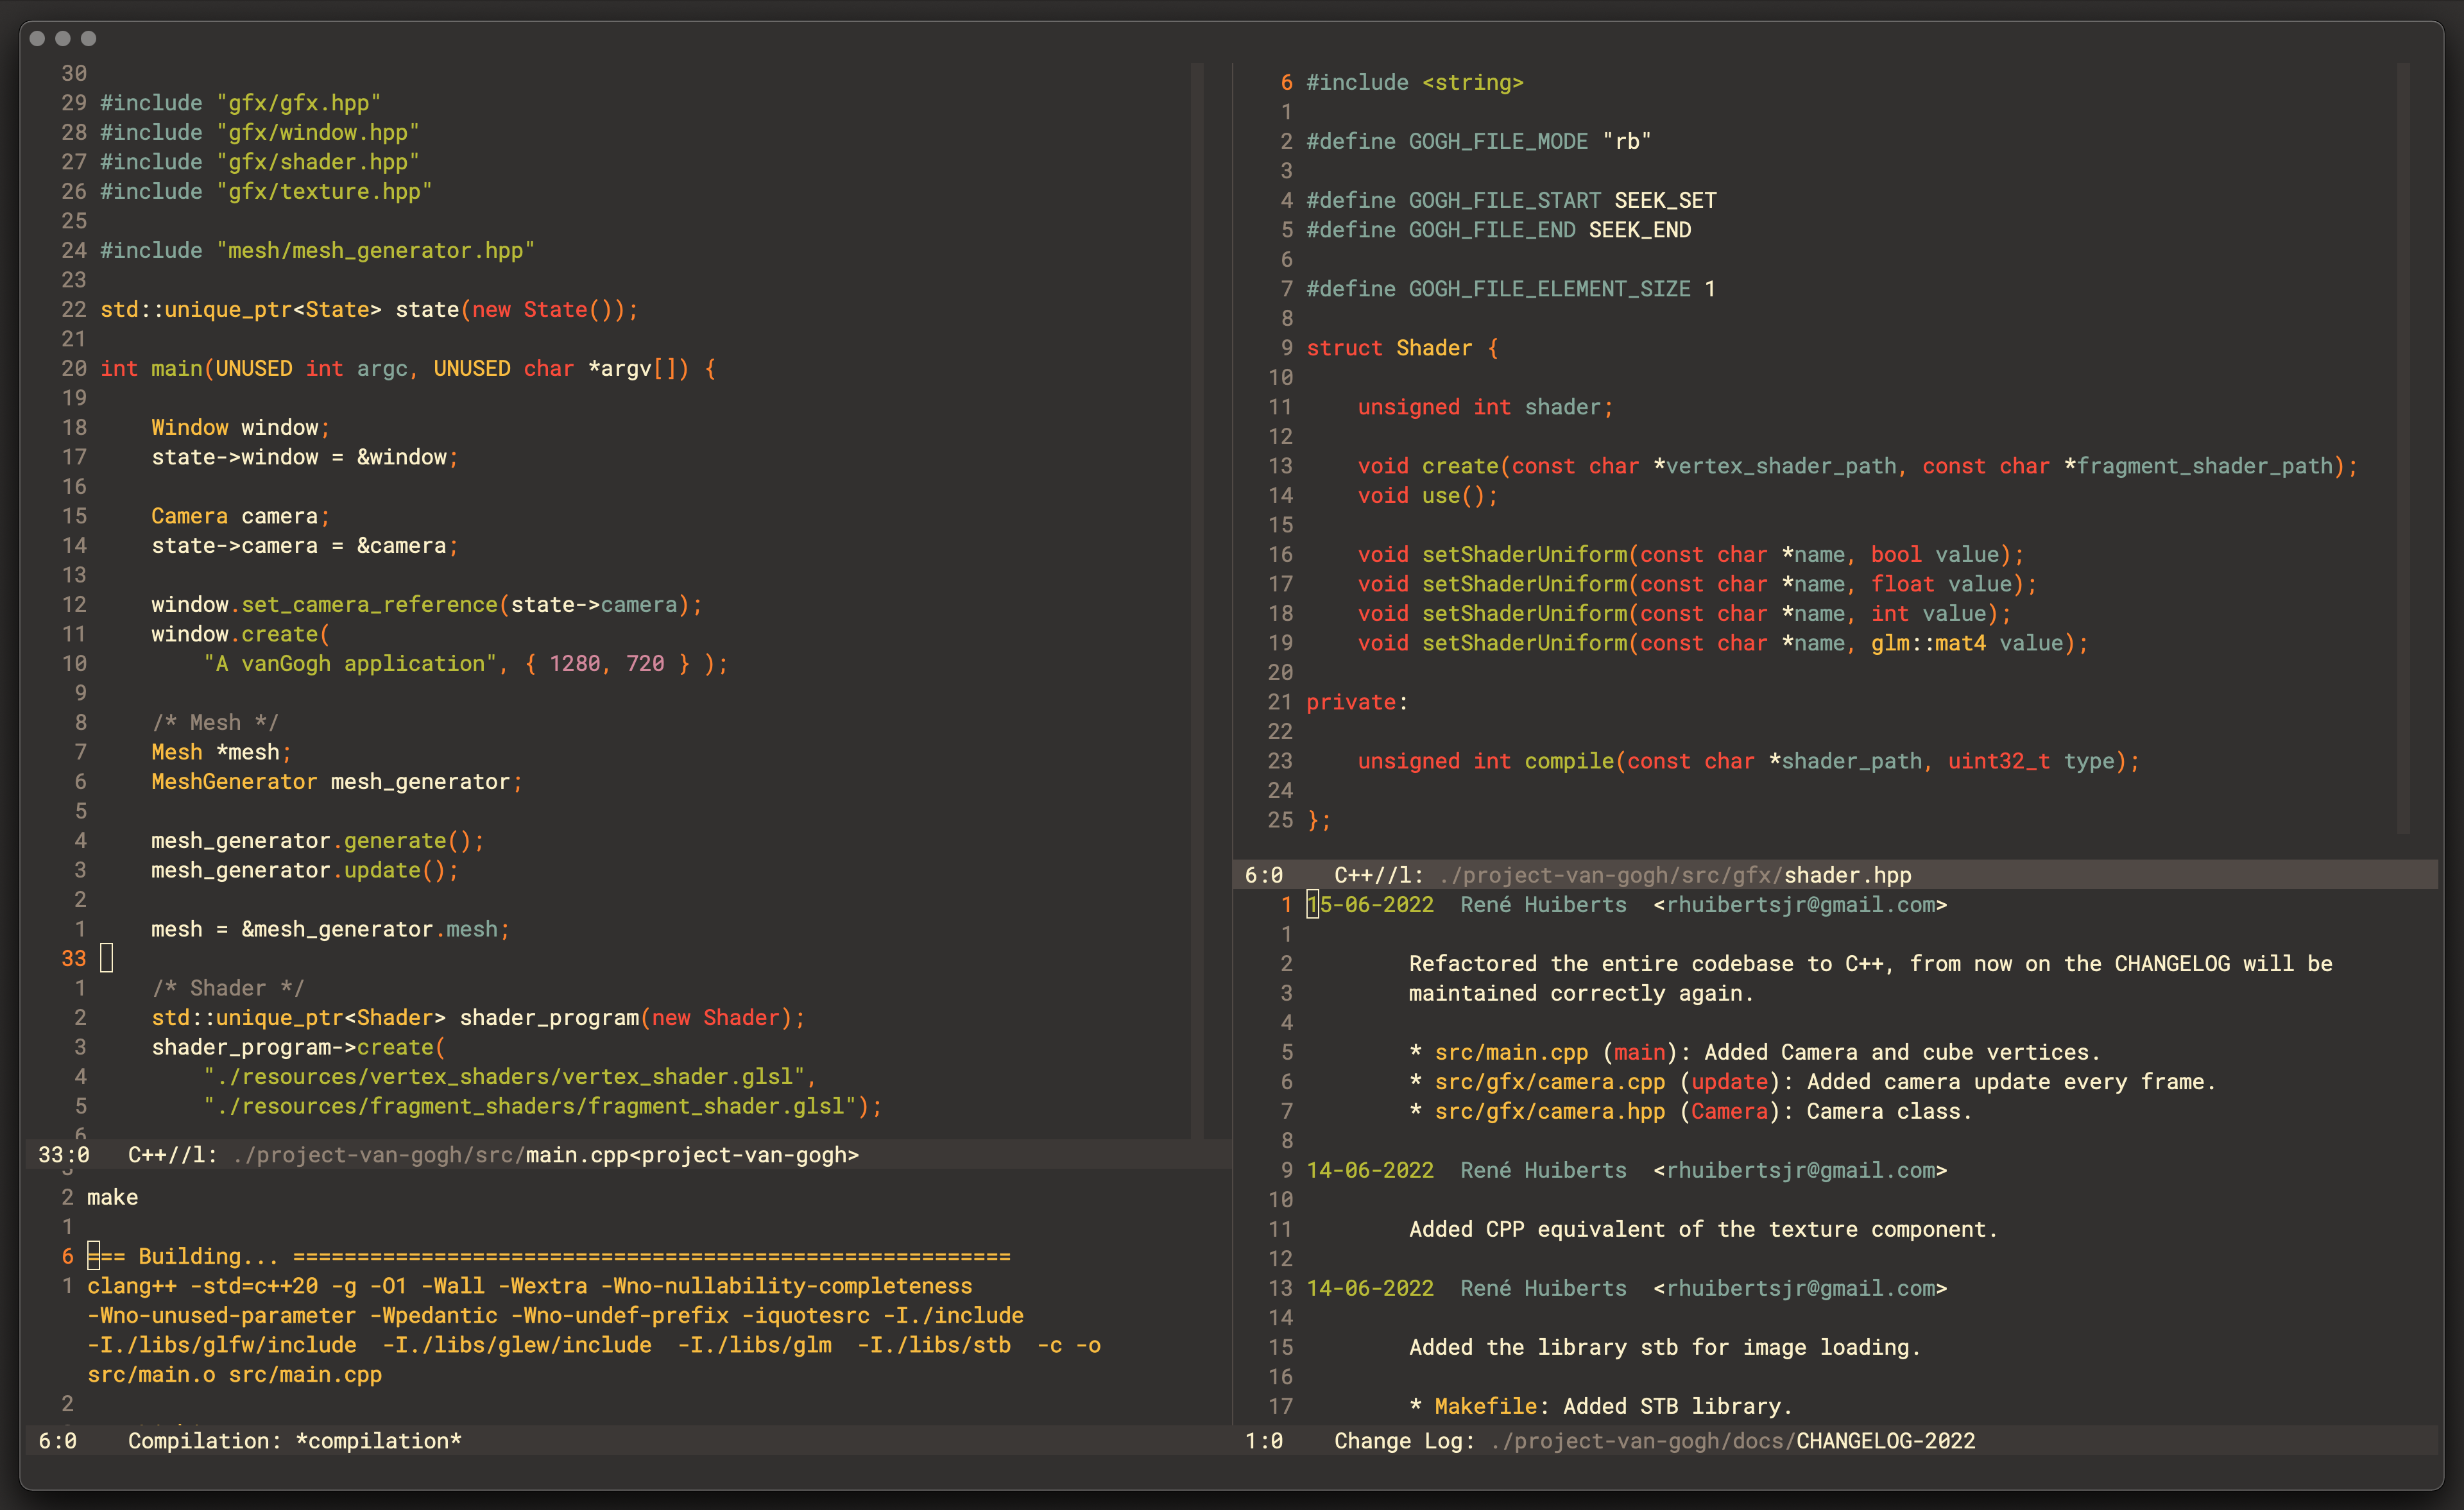 30
29 #include "gfx/gfx.hpp"
28 #include "gfx/window.hpp"
27 #include "gfx/shader.hpp"
26 #include "gfx/texture.hpp"
25
24 #include "mesh/mesh_generator.hpp"
23
22 std::unique_ptr<State> state(new State());
21
20 int main(UNUSED int argc, UNUSED char *argv[]) {
19
18     Window window;
17     state->window = &window;
16
15     Camera camera;
14     state->camera = &camera;
13
12     window.set_camera_reference(state->camera);
11     window.create(
10         "A vanGogh application", { 1280, 720 } );
9
8     /* Mesh */
7     Mesh *mesh;
6     MeshGenerator mesh_generator;
5
4     mesh_generator.generate();
3     mesh_generator.update();
2
1     mesh = &mesh_generator.mesh;
33
1     /* Shader */
2     std::unique_ptr<Shader> shader_program(new Shader);
3     shader_program->create(
4         "./resources/vertex_shaders/vertex_shader.glsl",
5         "./resources/fragment_shaders/fragment_shader.glsl");
6
33:0   C++//l: ./project-van-gogh/src/main.cpp<project-van-gogh>
2 make
1
6 === Building... ========================================================
1 clang++ -std=c++20 -g -O1 -Wall -Wextra -Wno-nullability-completeness
-Wno-unused-parameter -Wpedantic -Wno-undef-prefix -iquotesrc -I./include
-I./libs/glfw/include  -I./libs/glew/include  -I./libs/glm  -I./libs/stb  -c -o
src/main.o src/main.cpp
2
6:0    Compilation: *compilation*
6 #include <string>
1
2 #define GOGH_FILE_MODE "rb"
3
4 #define GOGH_FILE_START SEEK_SET
5 #define GOGH_FILE_END SEEK_END
6
7 #define GOGH_FILE_ELEMENT_SIZE 1
8
9 struct Shader {
10
11     unsigned int shader;
12
13     void create(const char *vertex_shader_path, const char *fragment_shader_path);
14     void use();
15
16     void setShaderUniform(const char *name, bool value);
17     void setShaderUniform(const char *name, float value);
18     void setShaderUniform(const char *name, int value);
19     void setShaderUniform(const char *name, glm::mat4 value);
20
21 private:
22
23     unsigned int compile(const char *shader_path, uint32_t type);
24
25 };
6:0    C++//l: ./project-van-gogh/src/gfx/shader.hpp
1 15-06-2022  René Huiberts  <rhuibertsjr@gmail.com>
1
2         Refactored the entire codebase to C++, from now on the CHANGELOG will be
3         maintained correctly again.
4
5         * src/main.cpp (main): Added Camera and cube vertices.
6         * src/gfx/camera.cpp (update): Added camera update every frame.
7         * src/gfx/camera.hpp (Camera): Camera class.
8
9 14-06-2022  René Huiberts  <rhuibertsjr@gmail.com>
10
11         Added CPP equivalent of the texture component.
12
13 14-06-2022  René Huiberts  <rhuibertsjr@gmail.com>
14
15         Added the library stb for image loading.
16
17         * Makefile: Added STB library.
1:0    Change Log: ./project-van-gogh/docs/CHANGELOG-2022